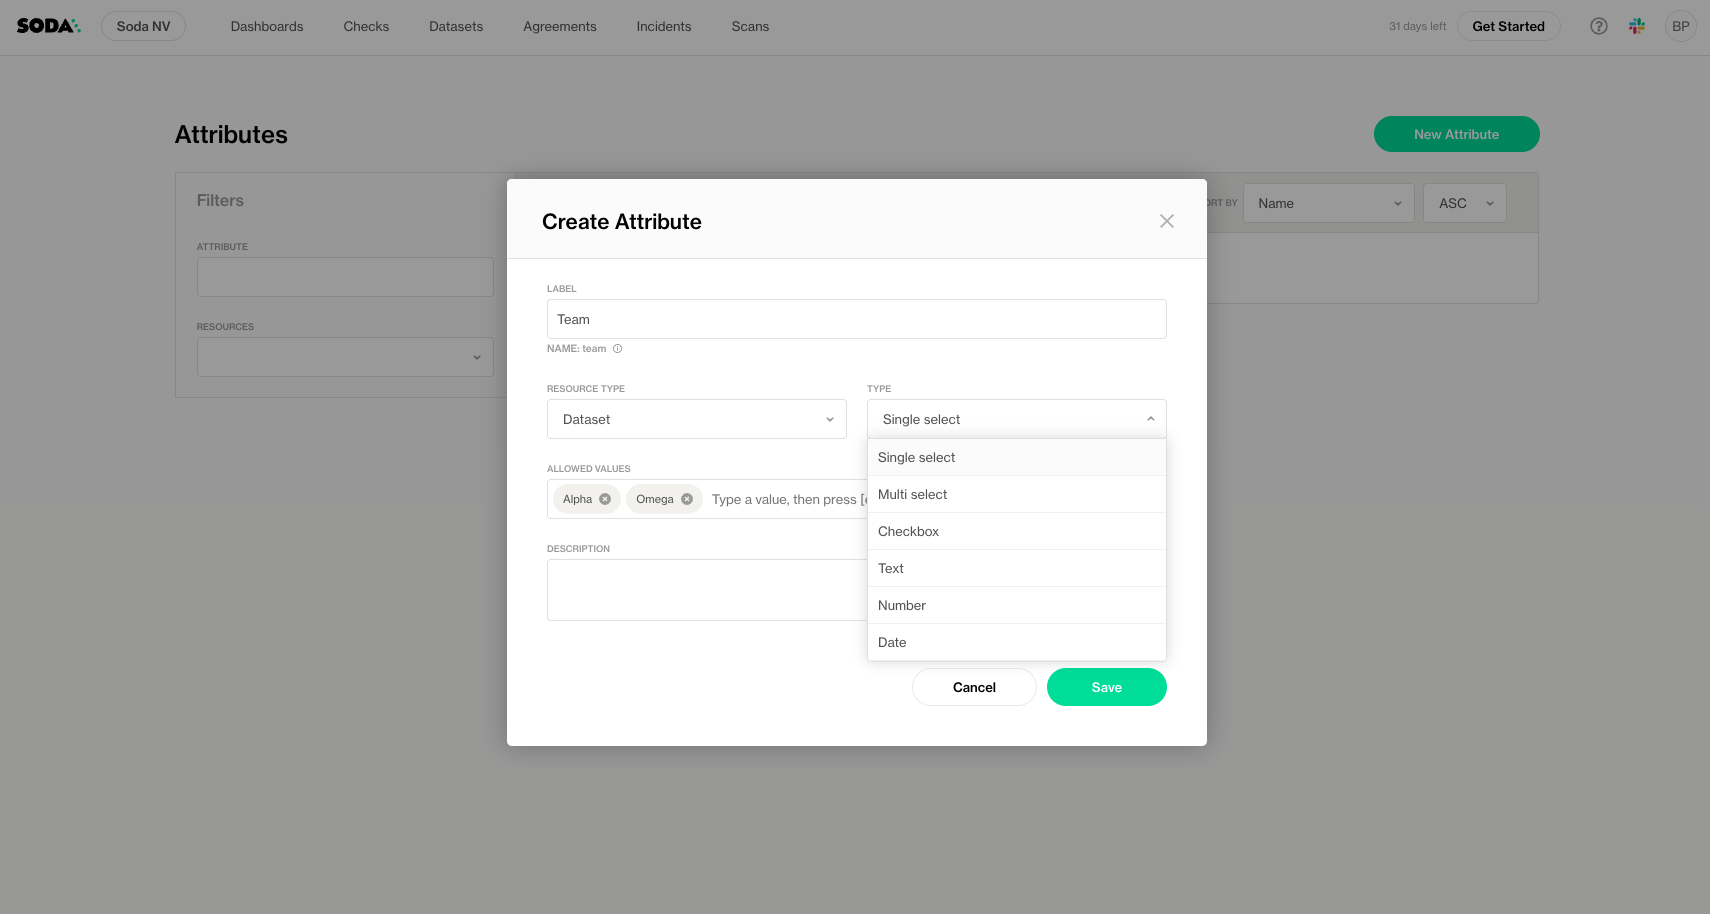 SODA
Soda NV
Dashboards
Checks
Datasets
Agreements
Incidents
Scans
31 days left
Get Started
BP
Attributes
New Attribute
Filters
ATTRIBUTE
RESOURCES
BY
Name
ASC
Create Attribute
LABEL
Team
NAME: team
RESOURCE TYPE
Dataset
TYPE
Single select
Single select
Multi select
Checkbox
Text
Number
Date
ALLOWED VALUES
Alpha
Omega
Type a value, then press
DESCRIPTION
Cancel
Save